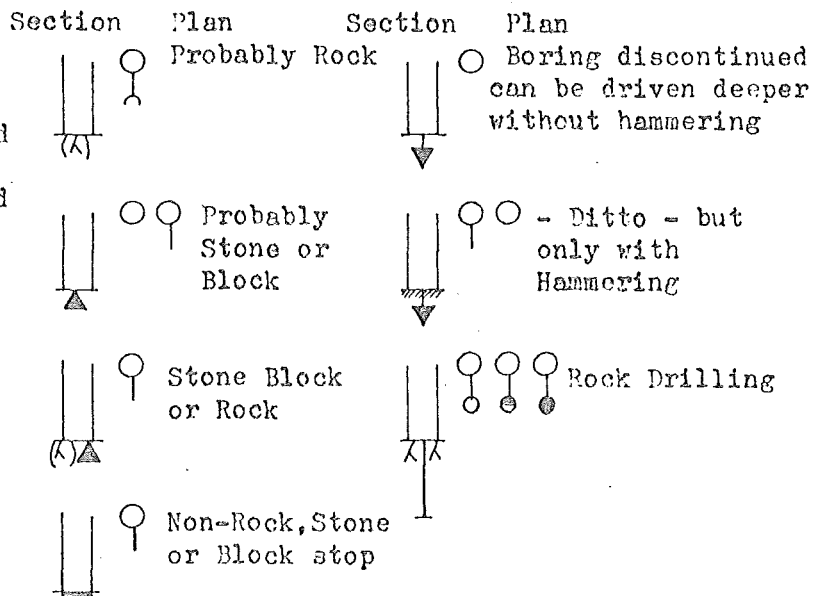 Section Plan Section Plan
Probably Rock
Boring discontinued
can be driven deeper
without hammering
d
d
Probably
Stone or
Block
- Ditto - but
only with
Hammering
Stone Block
or Rock
Rock Drilling
Non-Rock,Stone
or Block stop